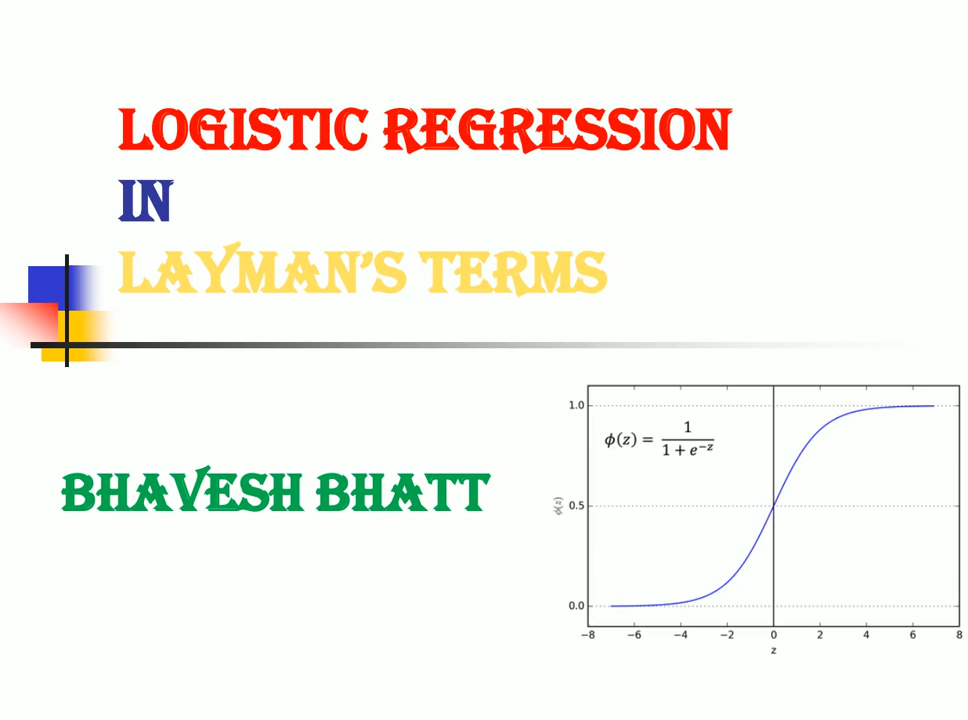 LOGISTIC REGRESSION
IN
LAYMAN'S TERMS
BHAVESH BHATT
ϕ(z) = 1 / (1 + e^−z)
ϕ(z)
1.0
0.5
0.0
−8 −6 −4 −2 0 2 4 6 8
z